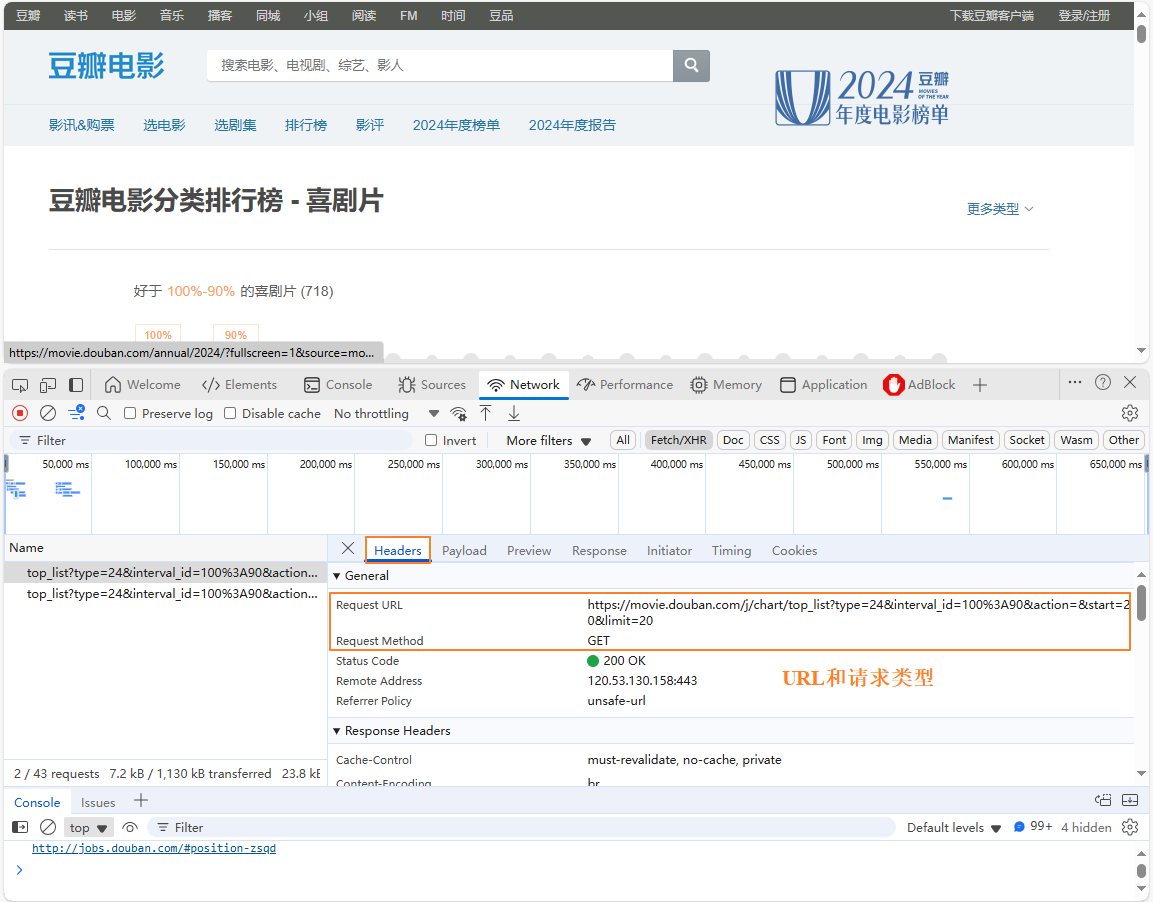 豆瓣 读书 电影 音乐 播客 同城 小组 阅读 FM 时间 豆品 下载豆瓣客户端 登录/注册
豆瓣电影
搜索电影、电视剧、综艺、影人
2024 豆瓣
MOVIES OF THE YEAR
年度电影榜单
影讯&购票 选电影 选剧集 排行榜 影评 2024年度榜单 2024年度报告
豆瓣电影分类排行榜 - 喜剧片
更多类型
好于 100%-90% 的喜剧片 (718)
100% 90%
https://movie.douban.com/annual/2024/?fullscreen=1&source=mo...
Welcome Elements Console Sources Network Performance Memory Application AdBlock
Preserve log Disable cache No throttling
Filter Invert More filters All Fetch/XHR Doc CSS JS Font Img Media Manifest Socket Wasm Other
50,000 ms 100,000 ms 150,000 ms 200,000 ms 250,000 ms 300,000 ms 350,000 ms 400,000 ms 450,000 ms 500,000 ms 550,000 ms 600,000 ms 650,000 ms
Name
Headers Payload Preview Response Initiator Timing Cookies
top_list?type=24&interval_id=100%3A90&action...
top_list?type=24&interval_id=100%3A90&action...
General
Request URL https://movie.douban.com/j/chart/top_list?type=24&interval_id=100%3A90&action=&start=2
0&limit=20
Request Method GET
Status Code 200 OK
Remote Address 120.53.130.158:443
Referrer Policy unsafe-url
URL和请求类型
Response Headers
Cache-Control must-revalidate, no-cache, private
Content-Encoding br
2 / 43 requests 7.2 kB / 1,130 kB transferred 23.8 kB
Console Issues
top Filter Default levels 99+ 4 hidden
http://jobs.douban.com/#position-zsqd